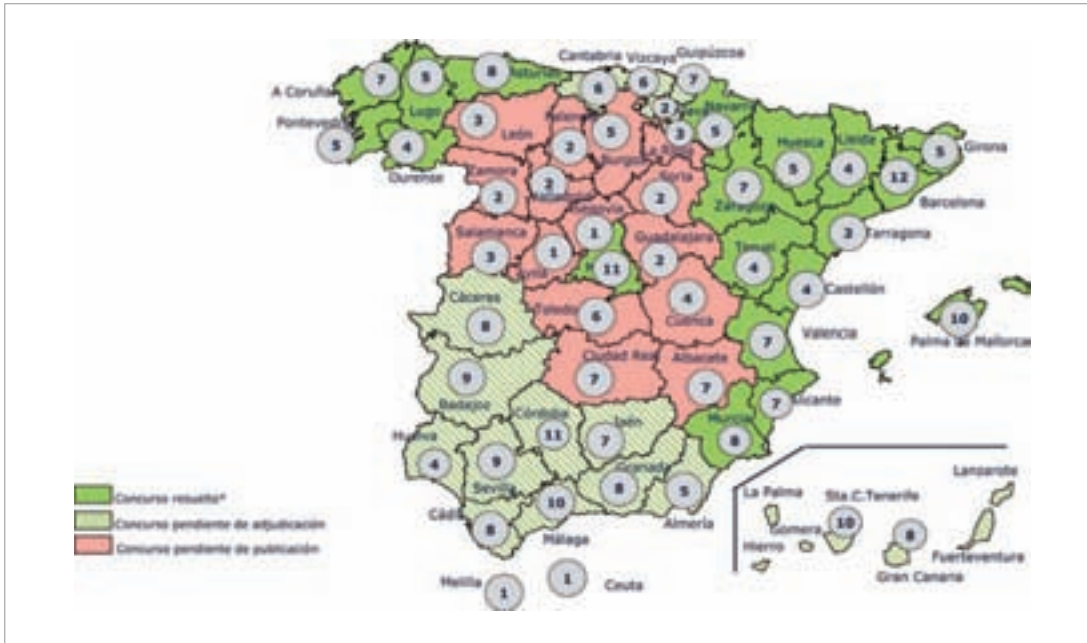 Cantabria Vizcaya Guipúzcoa
7 5 8 Asturias 6 6 7
A Coruña Lugo
3 León 2 5 2 3 Navarra 5
Pontevedra 5
4 Ourense
Huesca 5 Lleida 4 5 Girona
12 Barcelona
Zamora 2 2 Soria 2
7 Zaragoza
1
3 Tarragona
Salamanca 3 1 11 Guadalajara 2
Teruel 4
4 Castellón
Cáceres 8 Toledo 6 4 Cuenca
10 Palma de Mallorca
7 Valencia
9 Badajoz
Ciudad Real 7
Albacete 7
7 Alicante
Murcia 8
Huelva 4
Córdoba 11
Jaén 7
9 Sevilla
Granada 8
5 Almería
Cádiz 8
10 Málaga
Melilla 1
1 Ceuta
Concurso resuelto*
Concurso pendiente de adjudicación
Concurso pendiente de publicación
Lanzarote
La Palma Sta.C.Tenerife
Gomera 10 8
Hierro Fuerteventura
Gran Canaria